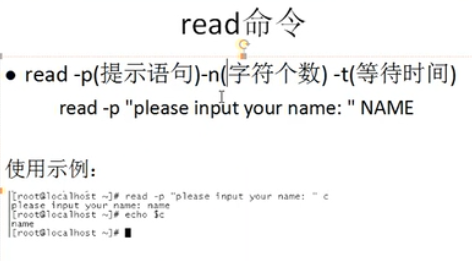 read命令
● read -p(提示语句)-n(字符个数) -t(等待时间)
read -p "please input your name: " NAME
使用示例：
[root@localhost ~]# read -p "please input your name: " c
please input your name: name
[root@localhost ~]# echo $c
name
[root@localhost ~]#